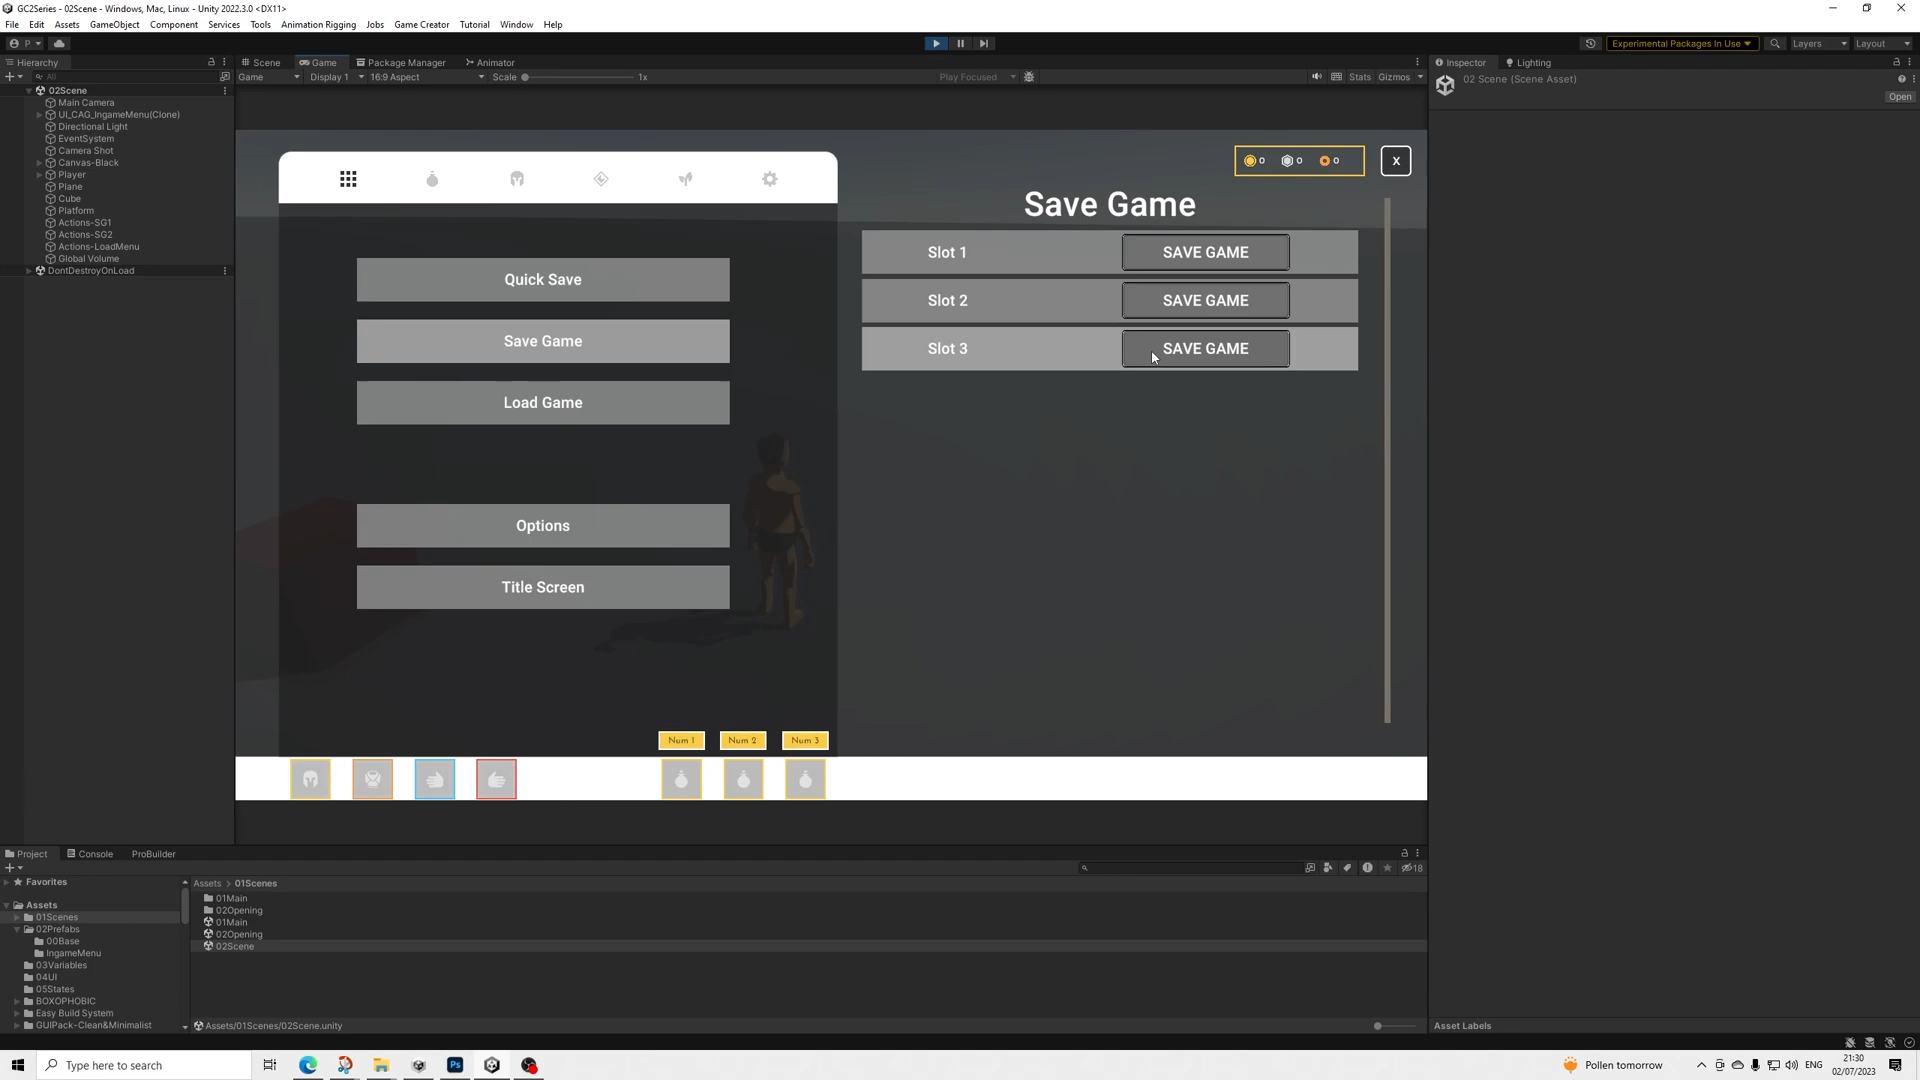 GC2Series - 02Scene - Windows, Mac, Linux - Unity 2022.3.0 <DX11>
File Edit Assets GameObject Component Services Tools Animation Rigging Jobs Game Creator Tutorial Window Help
P Experimental Packages In Use Layers Layout
Hierarchy
All
02Scene
Main Camera
UI_CAG_IngameMenu(Clone)
Directional Light
EventSystem
Camera Shot
Canvas-Black
Player
Plane
Cube
Platform
Actions-SG1
Actions-SG2
Actions-LoadMenu
Global Volume
DontDestroyOnLoad
Scene Game Package Manager Animator
Game Display 1 16:9 Aspect Scale 1x Play Focused Stats Gizmos
0 0 0 X
Quick Save
Save Game
Load Game
Options
Title Screen
Save Game
Slot 1 SAVE GAME
Slot 2 SAVE GAME
Slot 3 SAVE GAME
Num 1 Num 2 Num 3
Inspector Lighting
02 Scene (Scene Asset)
Open
Project Console ProBuilder
18
Favorites
Assets
01Scenes
02Prefabs
00Base
IngameMenu
03Variables
04UI
05States
BOXOPHOBIC
Easy Build System
GUIPack-Clean&Minimalist
Assets > 01Scenes
01Main
02Opening
01Main
02Opening
02Scene
Assets/01Scenes/02Scene.unity
Asset Labels
Type here to search
Ps
Pollen tomorrow
ENG
21:30
02/07/2023